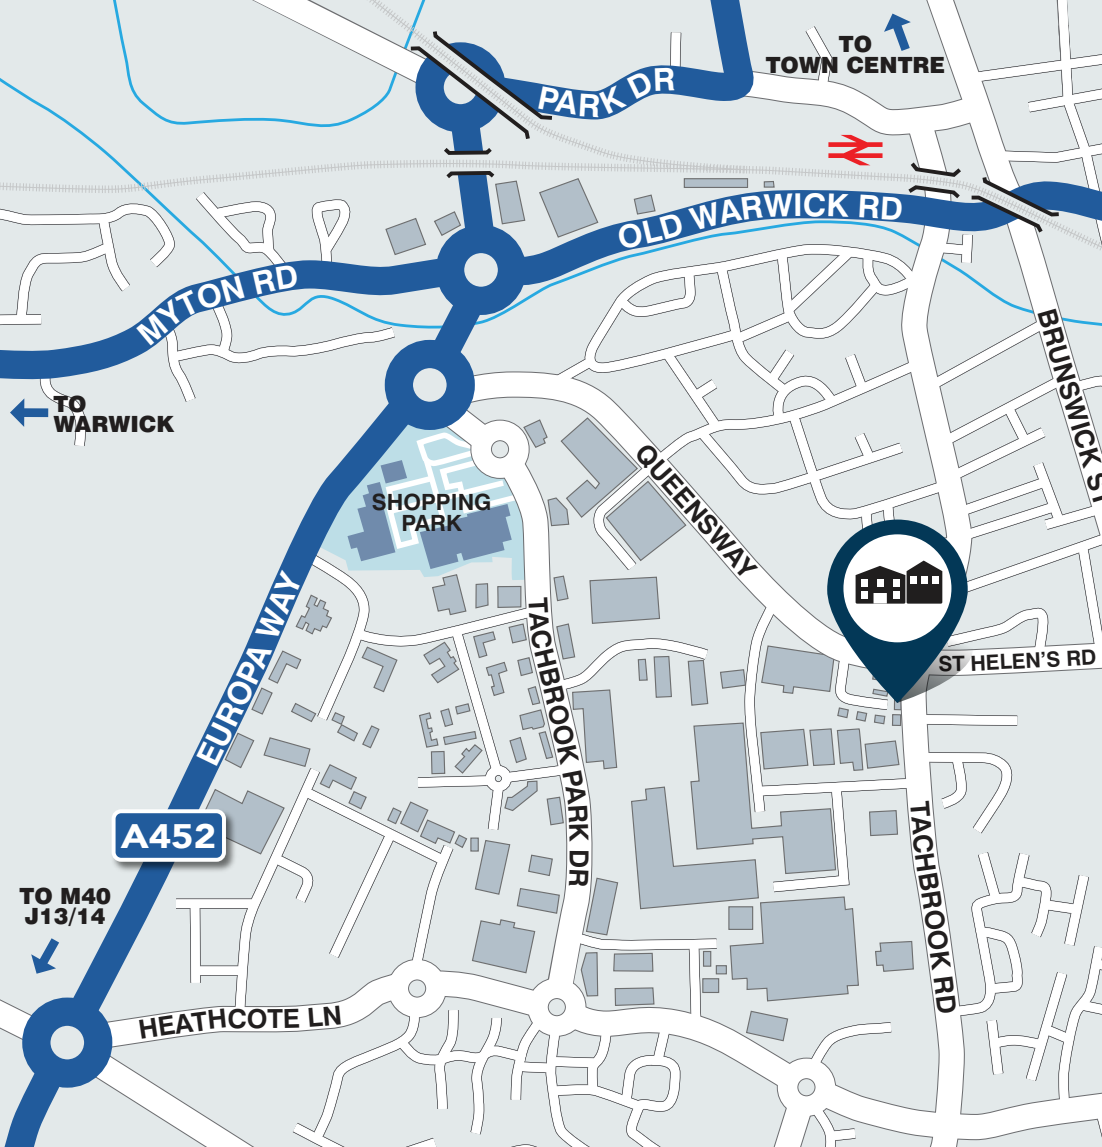 TO
TOWN CENTRE
PARK DR
OLD WARWICK RD
MYTON RD
BRUNSWICK ST
TO
WARWICK
QUEENSWAY
SHOPPING
PARK
EUROPA WAY
TACHBROOK PARK DR
ST HELEN'S RD
A452
TACHBROOK RD
TO M40
J13/14
HEATHCOTE LN